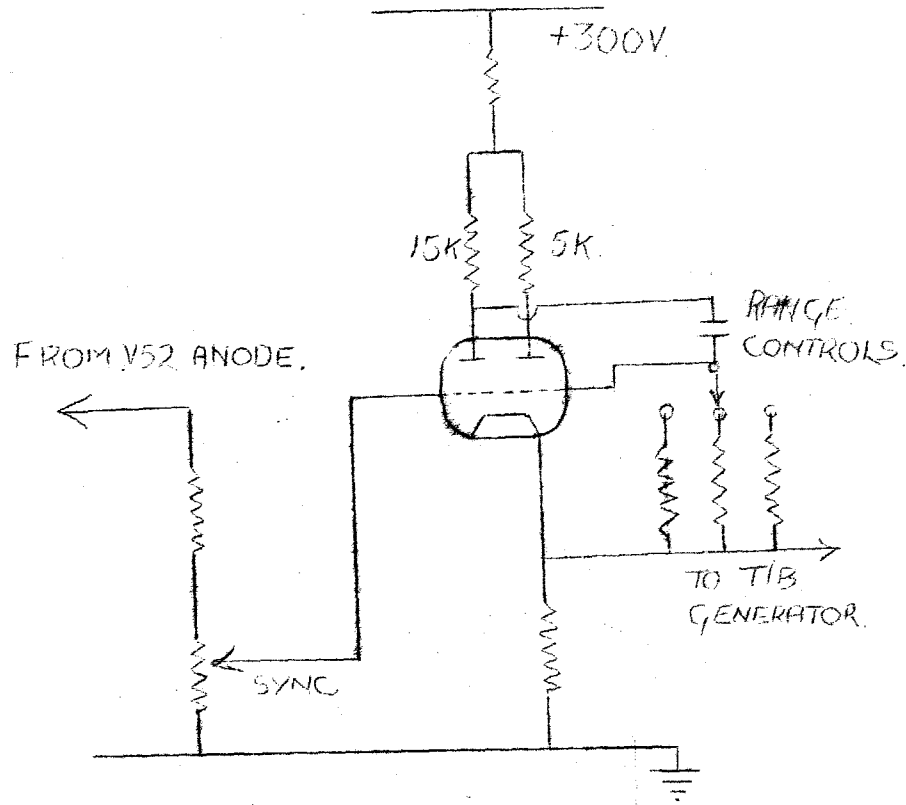 +300V.
15K
5K.
RANGE
CONTROLS.
FROM V52 ANODE.
TO T/B
GENERATOR.
SYNC